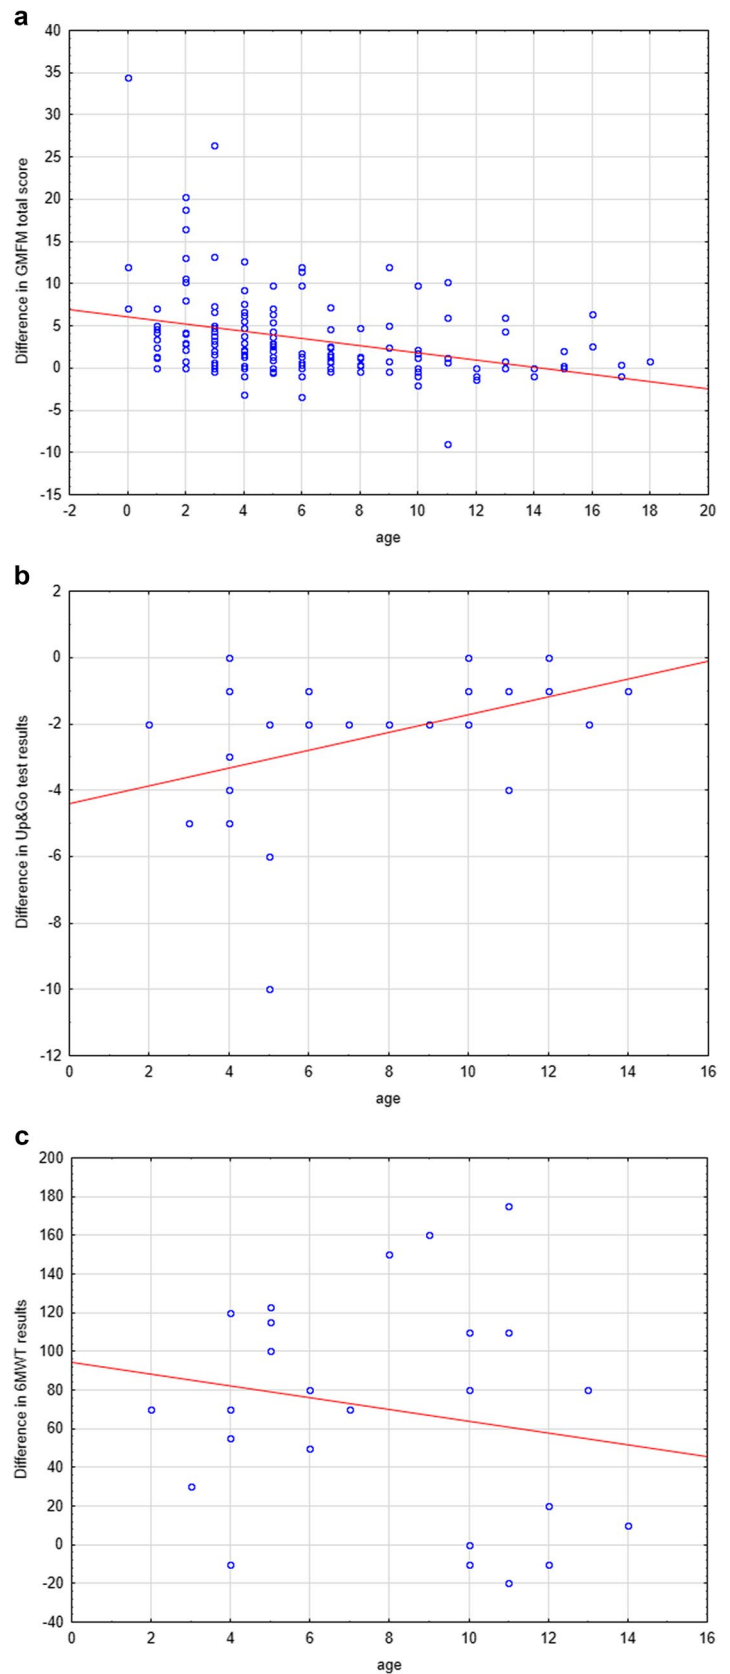 a
Difference in GMFM total score
40
35
30
25
20
15
10
5
0
-5
-10
-15
-2 0 2 4 6 8 10 12 14 16 18 20
age
b
Difference in Up&Go test results
2
0
-2
-4
-6
-8
-10
-12
0 2 4 6 8 10 12 14 16
age
c
Difference in 6MWT results
200
180
160
140
120
100
80
60
40
20
0
-20
-40
0 2 4 6 8 10 12 14 16
age